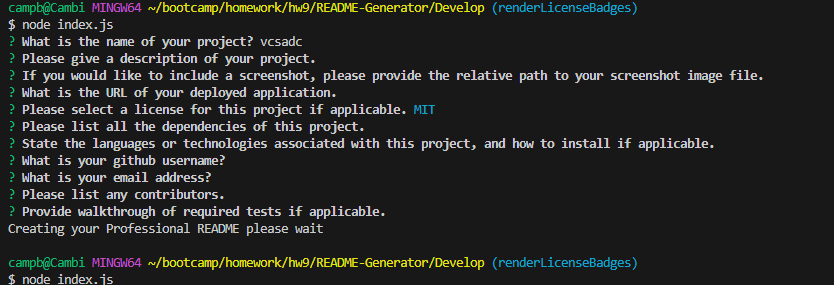 campb@Cambi MINGW64 ~/bootcamp/homework/hw9/README-Generator/Develop (renderLicenseBadges)
$ node index.js
? What is the name of your project? vcsadc
? Please give a description of your project.
? If you would like to include a screenshot, please provide the relative path to your screenshot image file.
? What is the URL of your deployed application.
? Please select a license for this project if applicable. MIT
? Please list all the dependencies of this project.
? State the languages or technologies associated with this project, and how to install if applicable.
? What is your github username?
? What is your email address?
? Please list any contributors.
? Provide walkthrough of required tests if applicable.
Creating your Professional README please wait
campb@Cambi MINGW64 ~/bootcamp/homework/hw9/README-Generator/Develop (renderLicenseBadges)
$ node index.js